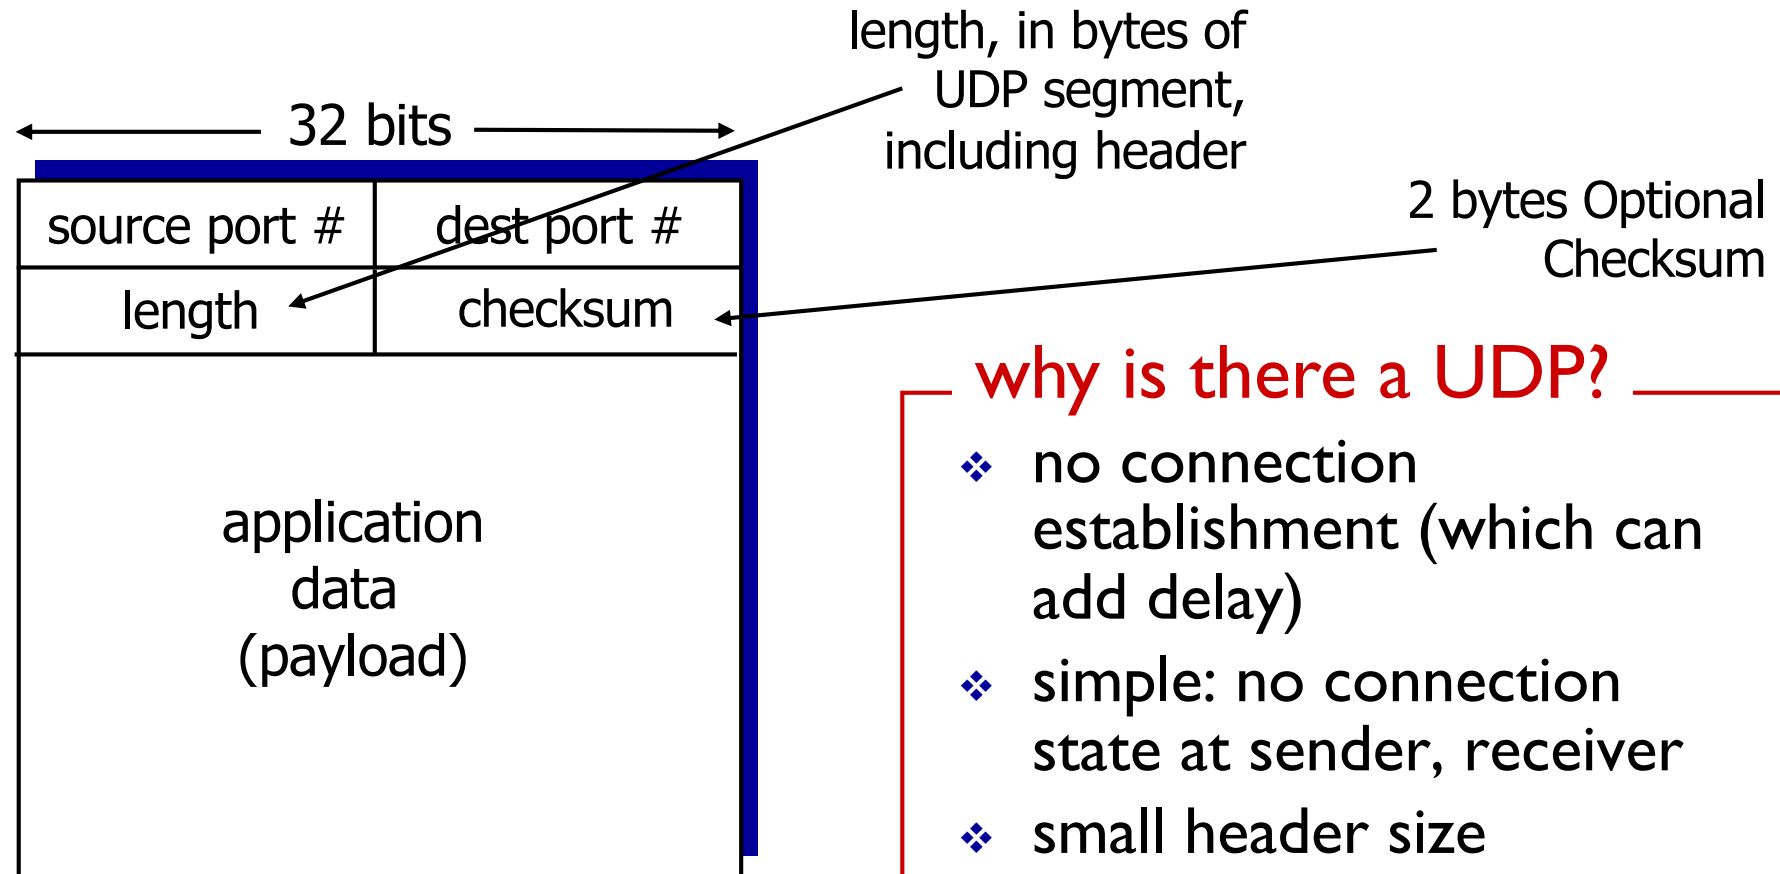 length, in bytes of
UDP segment,
including header
32 bits
2 bytes Optional
Checksum
source port #
dest port #
length
checksum
application
data
(payload)
why is there a UDP?
no connection
establishment (which can
add delay)
simple: no connection
state at sender, receiver
small header size